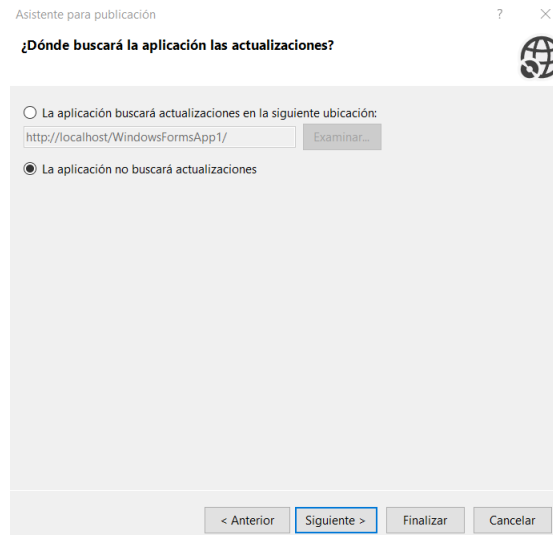 Asistente para publicación
?
¿Dónde buscará la aplicación las actualizaciones?
La aplicación buscará actualizaciones en la siguiente ubicación:
http://localhost/WindowsFormsApp1/ Examinar...
La aplicación no buscará actualizaciones
< Anterior Siguiente > Finalizar Cancelar